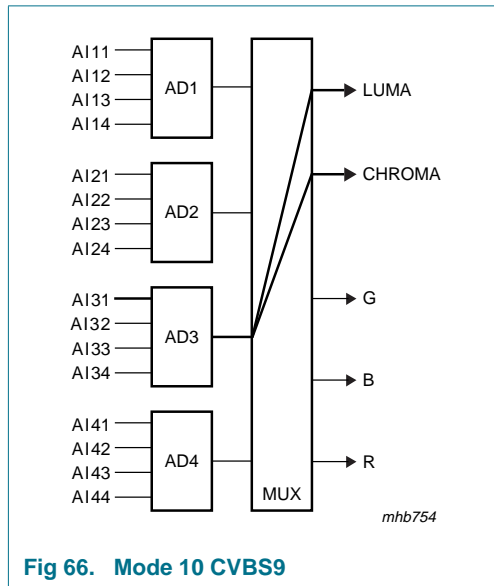 AI11
AI12
AI13
AI14
AD1
LUMA
AI21
AI22
AI23
AI24
AD2
CHROMA
AI31
AI32
AI33
AI34
AD3
G
B
AI41
AI42
AI43
AI44
AD4
MUX
R
mhb754
Fig 66. Mode 10 CVBS9